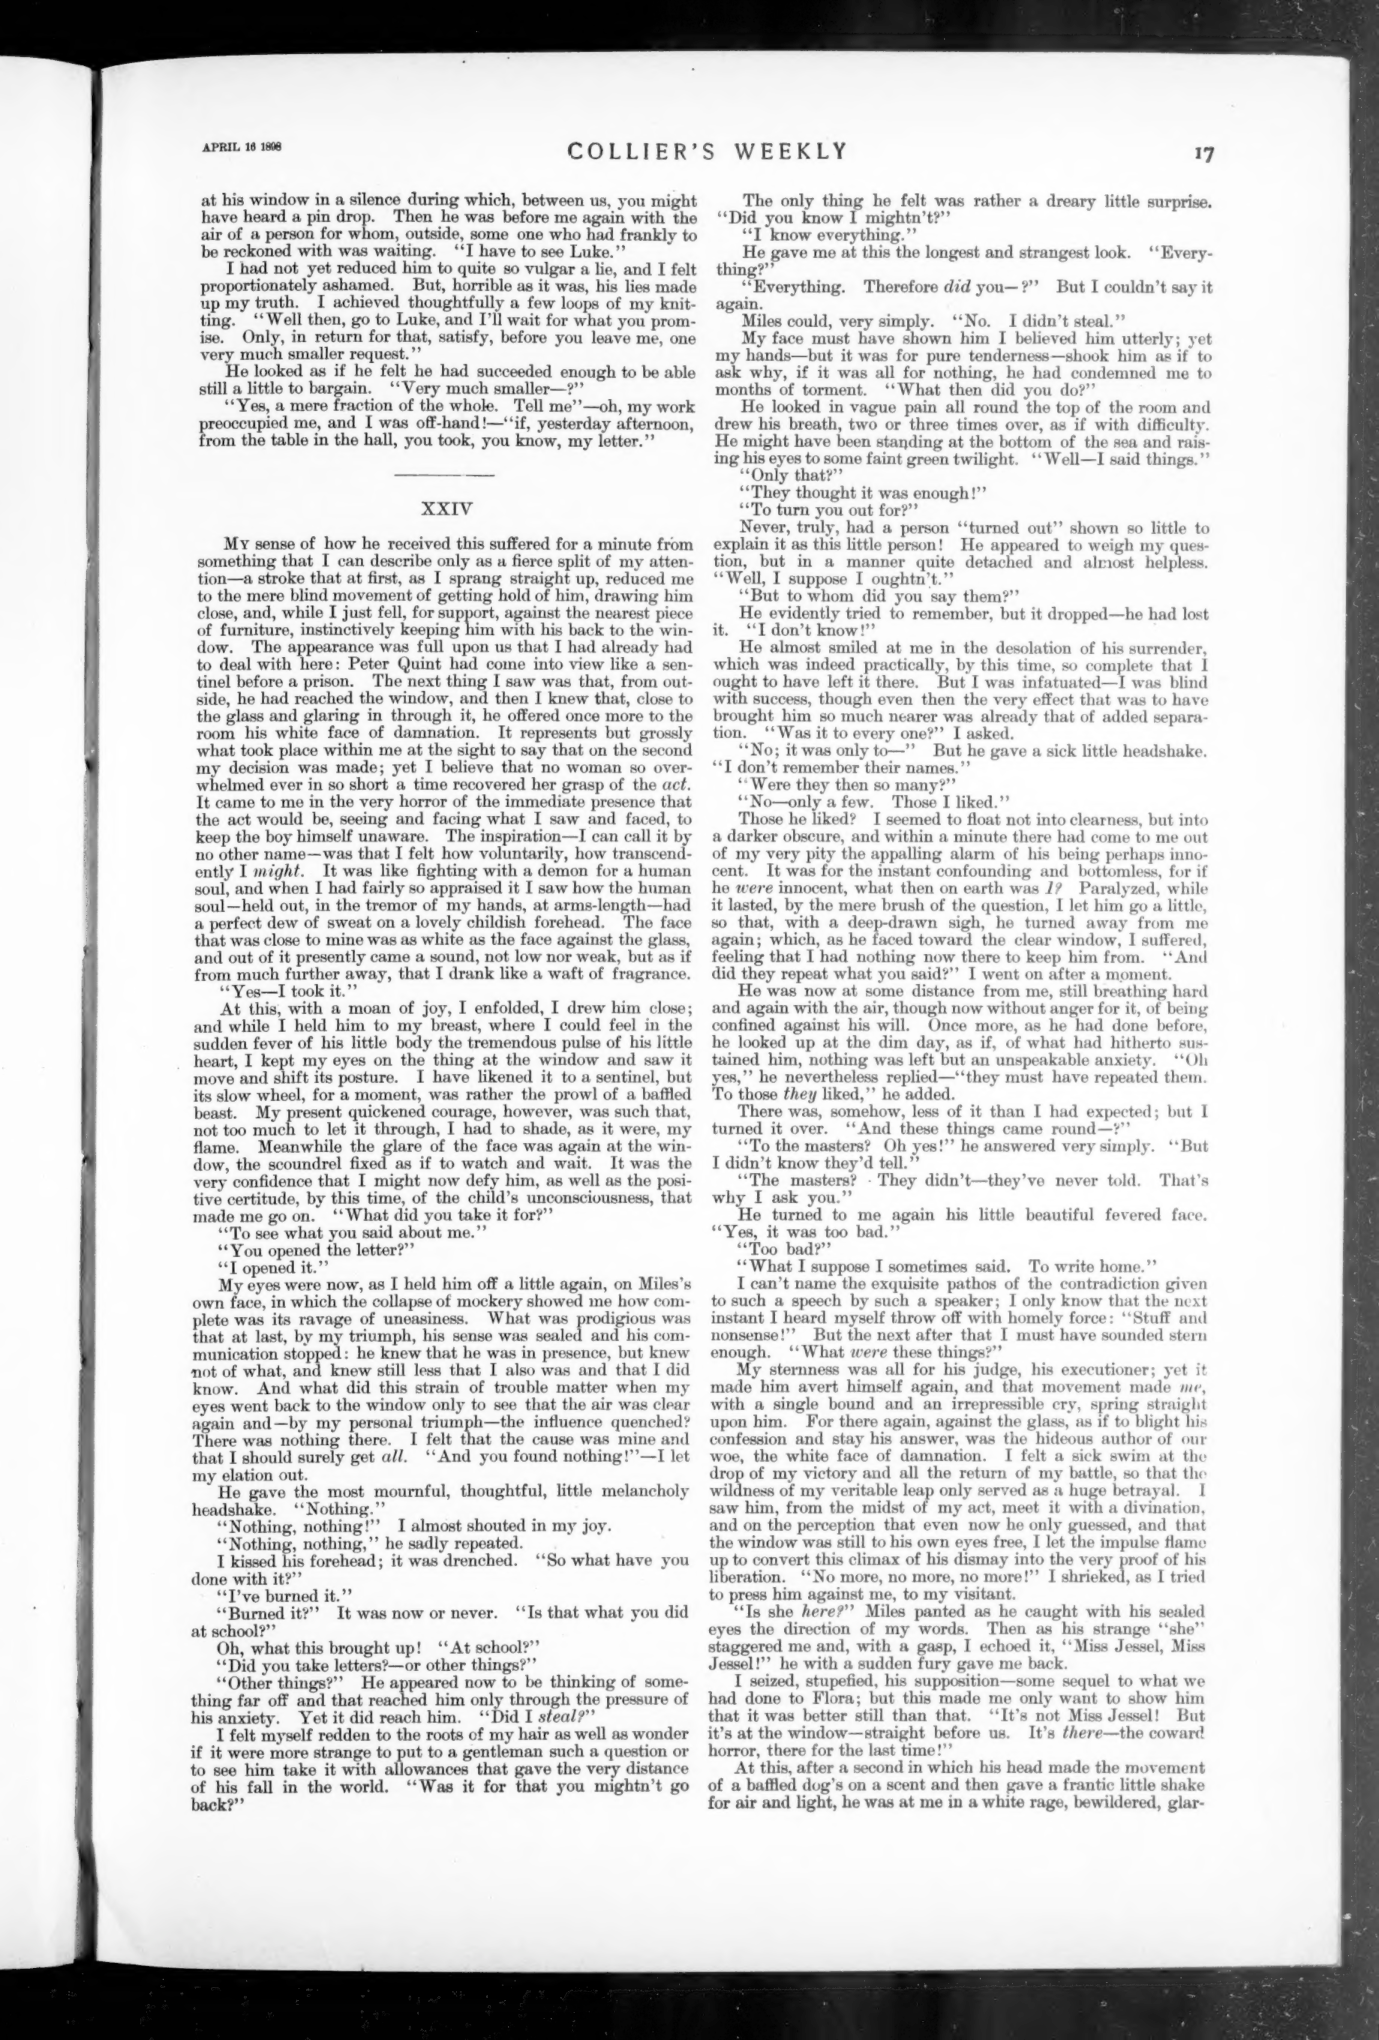 APRIL 16 1898
COLLIER'S WEEKLY
17
at his window in a silence during which, between us, you might
have heard a pin drop. Then he was before me again with the
air of a person for whom, outside, some one who had frankly to
be reckoned with was waiting. "I have to see Luke."
I had not yet reduced him to quite so vulgar a lie, and I felt
proportionately ashamed. But, horrible as it was, his lies made
up my truth. I achieved thoughtfully a few loops of my knit-
ting. "Well then, go to Luke, and I'll wait for what you prom-
ise. Only, in return for that, satisfy, before you leave me, one
very much smaller request."
He looked as if he felt he had succeeded enough to be able
still a little to bargain. "Very much smaller—?"
"Yes, a mere fraction of the whole. Tell me"—oh, my work
preoccupied me, and I was off-hand!—"if, yesterday afternoon,
from the table in the hall, you took, you know, my letter."
XXIV
MY sense of how he received this suffered for a minute from
something that I can describe only as a fierce split of my atten-
tion—a stroke that at first, as I sprang straight up, reduced me
to the mere blind movement of getting hold of him, drawing him
close, and, while I just fell, for support, against the nearest piece
of furniture, instinctively keeping him with his back to the win-
dow. The appearance was full upon us that I had already had
to deal with here: Peter Quint had come into view like a sen-
tinel before a prison. The next thing I saw was that, from out-
side, he had reached the window, and then I knew that, close to
the glass and glaring in through it, he offered once more to the
room his white face of damnation. It represents but grossly
what took place within me at the sight to say that on the second
my decision was made; yet I believe that no woman so over-
whelmed ever in so short a time recovered her grasp of the act.
It came to me in the very horror of the immediate presence that
the act would be, seeing and facing what I saw and faced, to
keep the boy himself unaware. The inspiration—I can call it by
no other name—was that I felt how voluntarily, how transcend-
ently I might. It was like fighting with a demon for a human
soul, and when I had fairly so appraised it I saw how the human
soul—held out, in the tremor of my hands, at arms-length—had
a perfect dew of sweat on a lovely childish forehead. The face
that was close to mine was as white as the face against the glass,
and out of it presently came a sound, not low nor weak, but as if
from much further away, that I drank like a waft of fragrance.
"Yes—I took it."
At this, with a moan of joy, I enfolded, I drew him close;
and while I held him to my breast, where I could feel in the
sudden fever of his little body the tremendous pulse of his little
heart, I kept my eyes on the thing at the window and saw it
move and shift its posture. I have likened it to a sentinel, but
its slow wheel, for a moment, was rather the prowl of a baffled
beast. My present quickened courage, however, was such that,
not too much to let it through, I had to shade, as it were, my
flame. Meanwhile the glare of the face was again at the win-
dow, the scoundrel fixed as if to watch and wait. It was the
very confidence that I might now defy him, as well as the posi-
tive certitude, by this time, of the child's unconsciousness, that
made me go on. "What did you take it for?"
"To see what you said about me."
"You opened the letter?"
"I opened it."
My eyes were now, as I held him off a little again, on Miles's
own face, in which the collapse of mockery showed me how com-
plete was its ravage of uneasiness. What was prodigious was
that at last, by my triumph, his sense was sealed and his com-
munication stopped: he knew that he was in presence, but knew
not of what, and knew still less that I also was and that I did
know. And what did this strain of trouble matter when my
eyes went back to the window only to see that the air was clear
again and—by my personal triumph—the influence quenched?
There was nothing there. I felt that the cause was mine and
that I should surely get all. "And you found nothing!"—I let
my elation out.
He gave the most mournful, thoughtful, little melancholy
headshake. "Nothing."
"Nothing, nothing!" I almost shouted in my joy.
"Nothing, nothing," he sadly repeated.
I kissed his forehead; it was drenched. "So what have you
done with it?"
"I've burned it."
"Burned it?" It was now or never. "Is that what you did
at school?"
Oh, what this brought up! "At school?"
"Did you take letters?—or other things?"
"Other things?" He appeared now to be thinking of some-
thing far off and that reached him only through the pressure of
his anxiety. Yet it did reach him. "Did I steal?"
I felt myself redden to the roots of my hair as well as wonder
if it were more strange to put to a gentleman such a question or
to see him take it with allowances that gave the very distance
of his fall in the world. "Was it for that you mightn't go
back?"
The only thing he felt was rather a dreary little surprise.
"Did you know I mightn't?"
"I know everything."
He gave me at this the longest and strangest look. "Every-
thing?"
"Everything. Therefore did you—?" But I couldn't say it
again.
Miles could, very simply. "No. I didn't steal."
My face must have shown him I believed him utterly; yet
my hands—but it was for pure tenderness—shook him as if to
ask why, if it was all for nothing, he had condemned me to
months of torment. "What then did you do?"
He looked in vague pain all round the top of the room and
drew his breath, two or three times over, as if with difficulty.
He might have been standing at the bottom of the sea and rais-
ing his eyes to some faint green twilight. "Well—I said things."
"Only that?"
"They thought it was enough!"
"To turn you out for?"
Never, truly, had a person "turned out" shown so little to
explain it as this little person! He appeared to weigh my ques-
tion, but in a manner quite detached and almost helpless.
"Well, I suppose I oughtn't."
"But to whom did you say them?"
He evidently tried to remember, but it dropped—he had lost
it. "I don't know!"
He almost smiled at me in the desolation of his surrender,
which was indeed practically, by this time, so complete that I
ought to have left it there. But I was infatuated—I was blind
with success, though even then the very effect that was to have
brought him so much nearer was already that of added separa-
tion. "Was it to every one?" I asked.
"No; it was only to—" But he gave a sick little headshake.
"I don't remember their names."
"Were they then so many?"
"No—only a few. Those I liked."
Those he liked? I seemed to float not into clearness, but into
a darker obscure, and within a minute there had come to me out
of my very pity the appalling alarm of his being perhaps inno-
cent. It was for the instant confounding and bottomless, for if
he were innocent, what then on earth was I? Paralyzed, while
it lasted, by the mere brush of the question, I let him go a little,
so that, with a deep-drawn sigh, he turned away from me
again; which, as he faced toward the clear window, I suffered,
feeling that I had nothing now there to keep him from. "And
did they repeat what you said?" I went on after a moment.
He was now at some distance from me, still breathing hard
and again with the air, though now without anger for it, of being
confined against his will. Once more, as he had done before,
he looked up at the dim day, as if, of what had hitherto sus-
tained him, nothing was left but an unspeakable anxiety. "Oh
yes," he nevertheless replied—"they must have repeated them.
To those they liked," he added.
There was, somehow, less of it than I had expected; but I
turned it over. "And these things came round—?"
"To the masters? Oh yes!" he answered very simply. "But
I didn't know they'd tell."
"The masters? They didn't—they've never told. That's
why I ask you."
He turned to me again his little beautiful fevered face.
"Yes, it was too bad."
"Too bad?"
"What I suppose I sometimes said. To write home."
I can't name the exquisite pathos of the contradiction given
to such a speech by such a speaker; I only know that the next
instant I heard myself throw off with homely force: "Stuff and
nonsense!" But the next after that I must have sounded stern
enough. "What were these things?"
My sternness was all for his judge, his executioner; yet it
made him avert himself again, and that movement made me,
with a single bound and an irrepressible cry, spring straight
upon him. For there again, against the glass, as if to blight his
confession and stay his answer, was the hideous author of our
woe, the white face of damnation. I felt a sick swim at the
drop of my victory and all the return of my battle, so that the
wildness of my veritable leap only served as a huge betrayal. I
saw him, from the midst of my act, meet it with a divination,
and on the perception that even now he only guessed, and that
the window was still to his own eyes free, I let the impulse flame
up to convert this climax of his dismay into the very proof of his
liberation. "No more, no more, no more!" I shrieked, as I tried
to press him against me, to my visitant.
"Is she here?" Miles panted as he caught with his sealed
eyes the direction of my words. Then as his strange "she"
staggered me and, with a gasp, I echoed it, "Miss Jessel, Miss
Jessel!" he with a sudden fury gave me back.
I seized, stupefied, his supposition—some sequel to what we
had done to Flora; but this made me only want to show him
that it was better still than that. "It's not Miss Jessel! But
it's at the window—straight before us. It's there—the coward
horror, there for the last time!"
At this, after a second in which his head made the movement
of a baffled dog's on a scent and then gave a frantic little shake
for air and light, he was at me in a white rage, bewildered, glar-